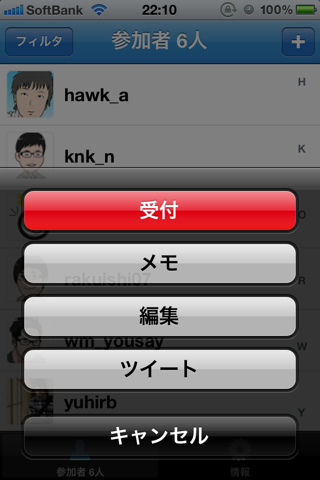 SoftBank 22:10 100%
フィルタ 参加者 6人 +
H
hawk_a
K
knk_n
受付
O
メモ
rakuishi07
R
編集
wm_yousay
W
ツイート
yuhirb
Y
キャンセル
参加者 6人 情報